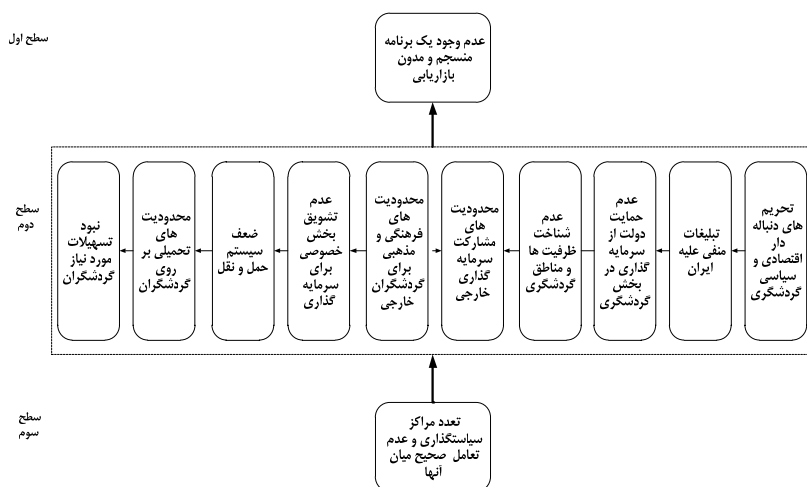 سطح اول
عدم وجود یک برنامه
منسجم و مدون
بازاریابی
سطح
دوم
تحریم
های دنباله
دار
اقتصادی و
سیاسی
گردشگری
تبلیغات
منفی علیه
ایران
عدم
حمایت
دولت از
سرمایه
گذاری در
بخش
گردشگری
عدم
شناخت
ظرفیت ها
و مناطق
گردشگری
محدودیت
های
مشارکت
سرمایه
گذاری
خارجی
محدودیت
های
فرهنگی و
مذهبی
برای
گردشگران
خارجی
عدم
تشویق
بخش
خصوصی
برای
سرمایه
گذاری
ضعف
سیستم
حمل و نقل
محدودیت
های
تحمیلی بر
روی
گردشگران
نبود
تسهیلات
مورد نیاز
گردشگران
سطح
سوم
تعدد مراکز
سیاستگذاری و عدم
تعامل صحیح میان
آنها